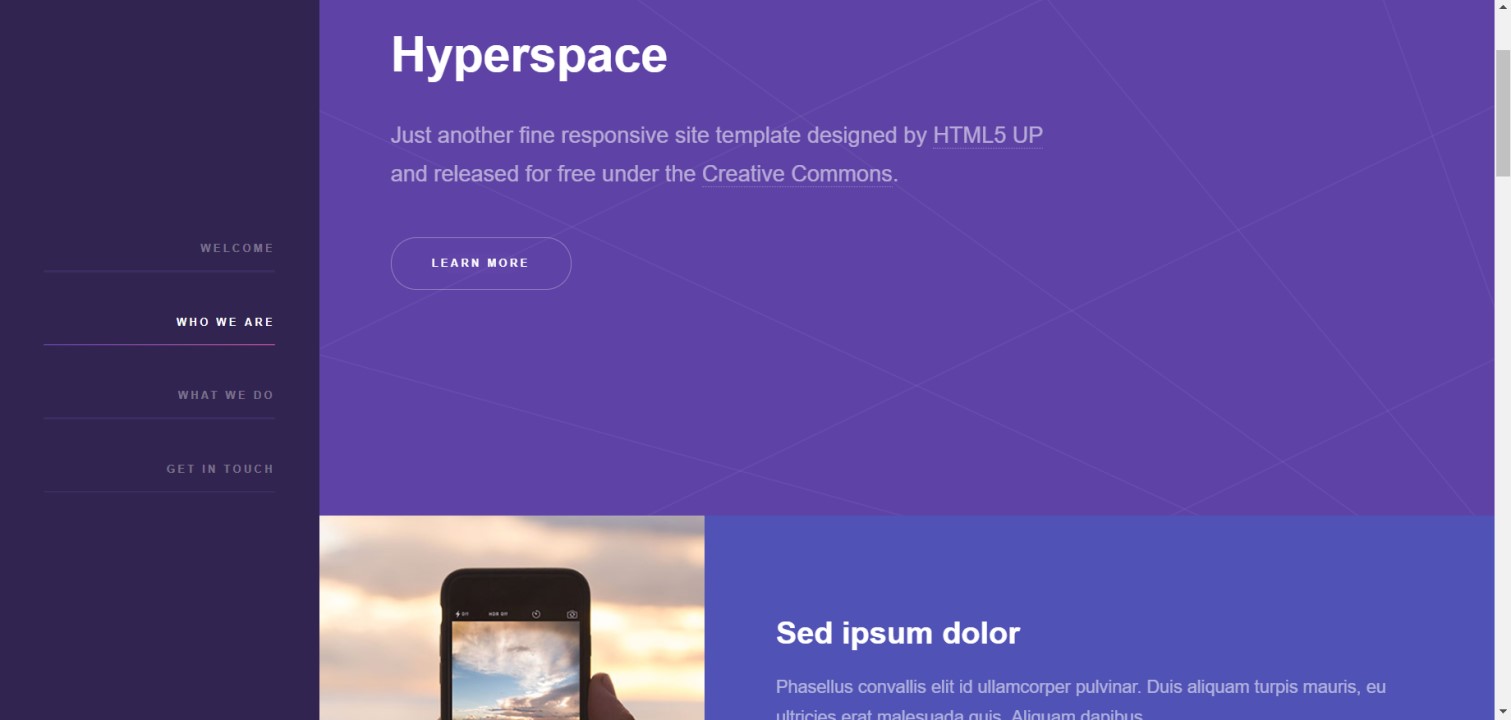 WELCOME
WHO WE ARE
WHAT WE DO
GET IN TOUCH
Hyperspace
Just another fine responsive site template designed by HTML5 UP
and released for free under the Creative Commons.
LEARN MORE
Sed ipsum dolor
Phasellus convallis elit id ullamcorper pulvinar. Duis aliquam turpis mauris, eu
ultricies erat malesuada quis. Aliquam dapibus.